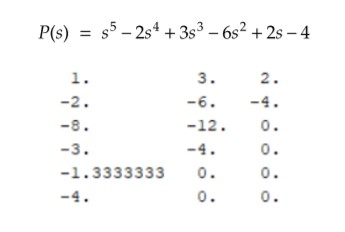 P(s) = s⁵ − 2s⁴ + 3s³ − 6s² + 2s − 4
1. 3. 2.
-2. -6. -4.
-8. -12. 0.
-3. -4. 0.
-1.3333333 0. 0.
-4. 0. 0.